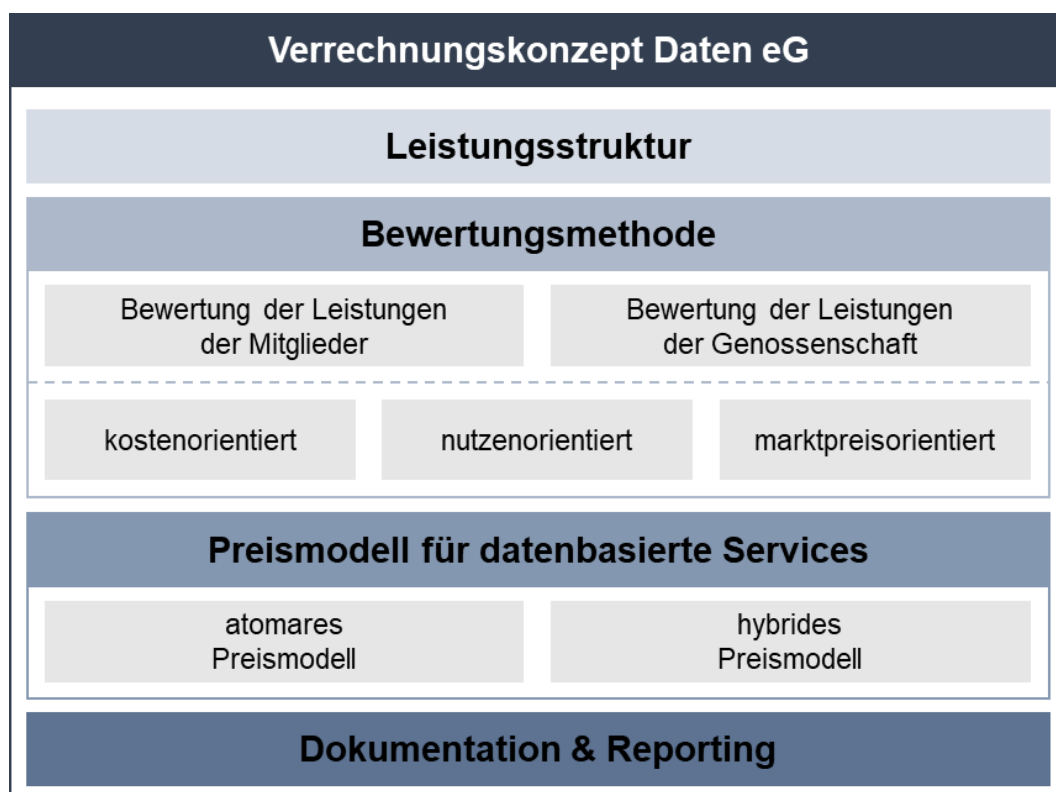 Verrechnungskonzept Daten eG
Leistungsstruktur
Bewertungsmethode
Bewertung der Leistungen
der Mitglieder
Bewertung der Leistungen
der Genossenschaft
kostenorientiert
nutzenorientiert
marktpreisorientiert
Preismodell für datenbasierte Services
atomares
Preismodell
hybrides
Preismodell
Dokumentation & Reporting